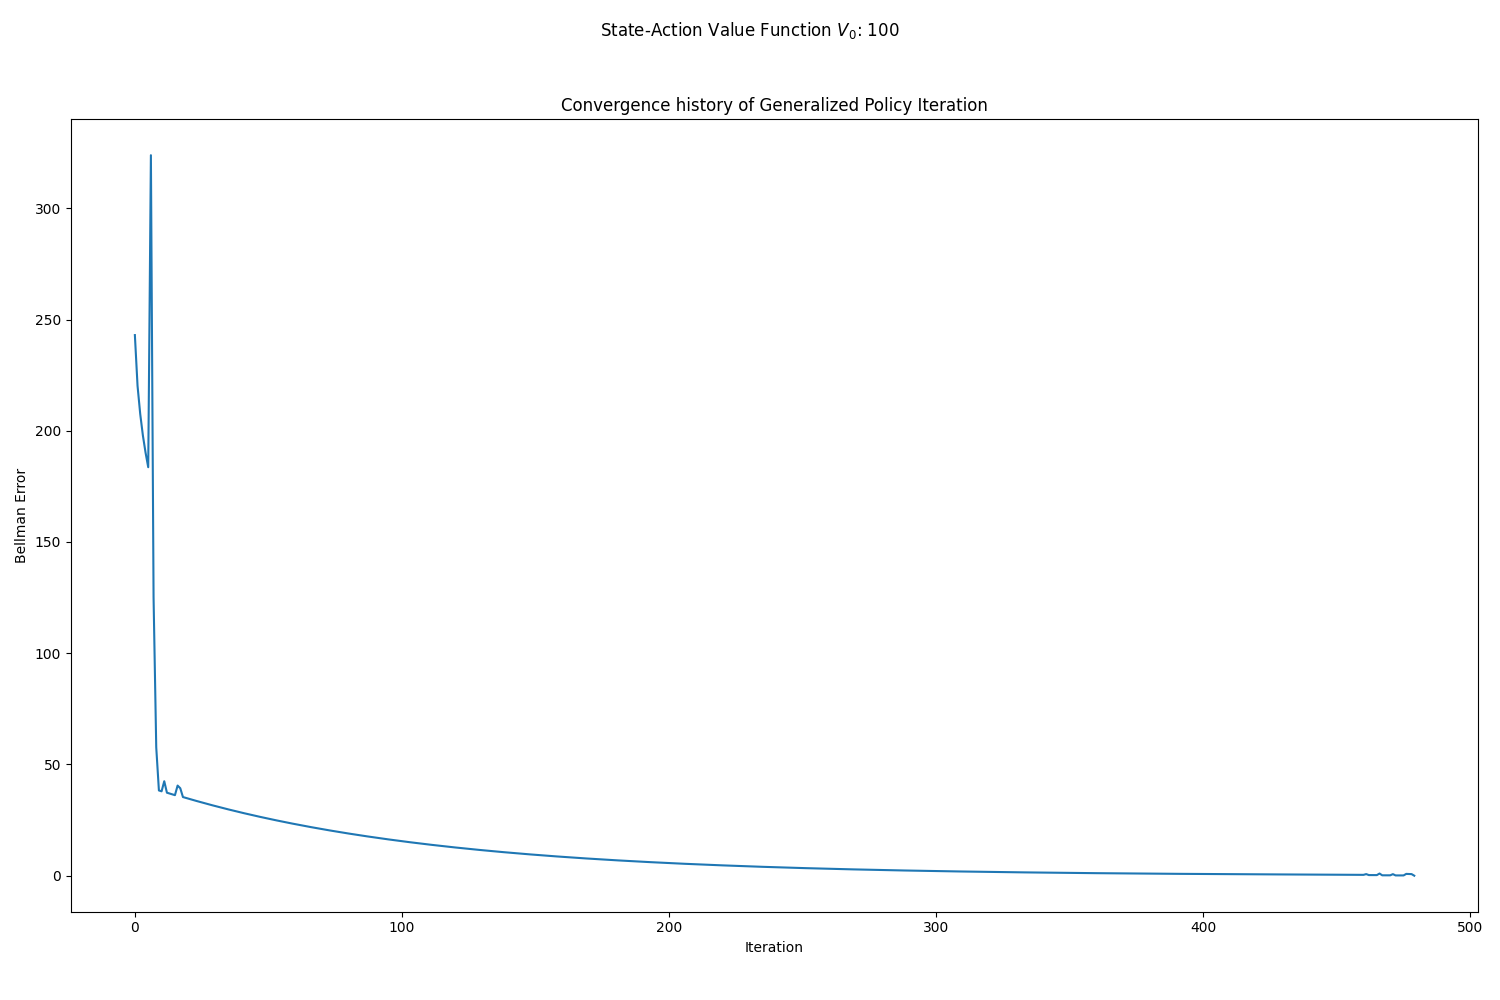 State-Action Value Function V₀: 100
Convergence history of Generalized Policy Iteration
300
250
200
150
100
50
0
Bellman Error
0 100 200 300 400 500
Iteration